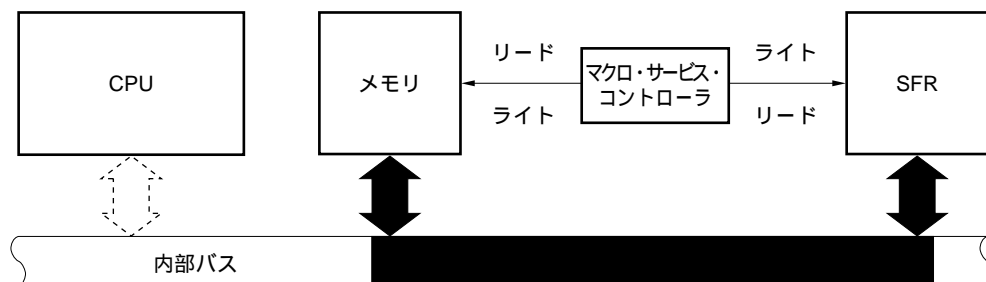 CPU
メモリ
リード
ライト
マクロ・サービス・
コントローラ
ライト
リード
SFR
内部バス